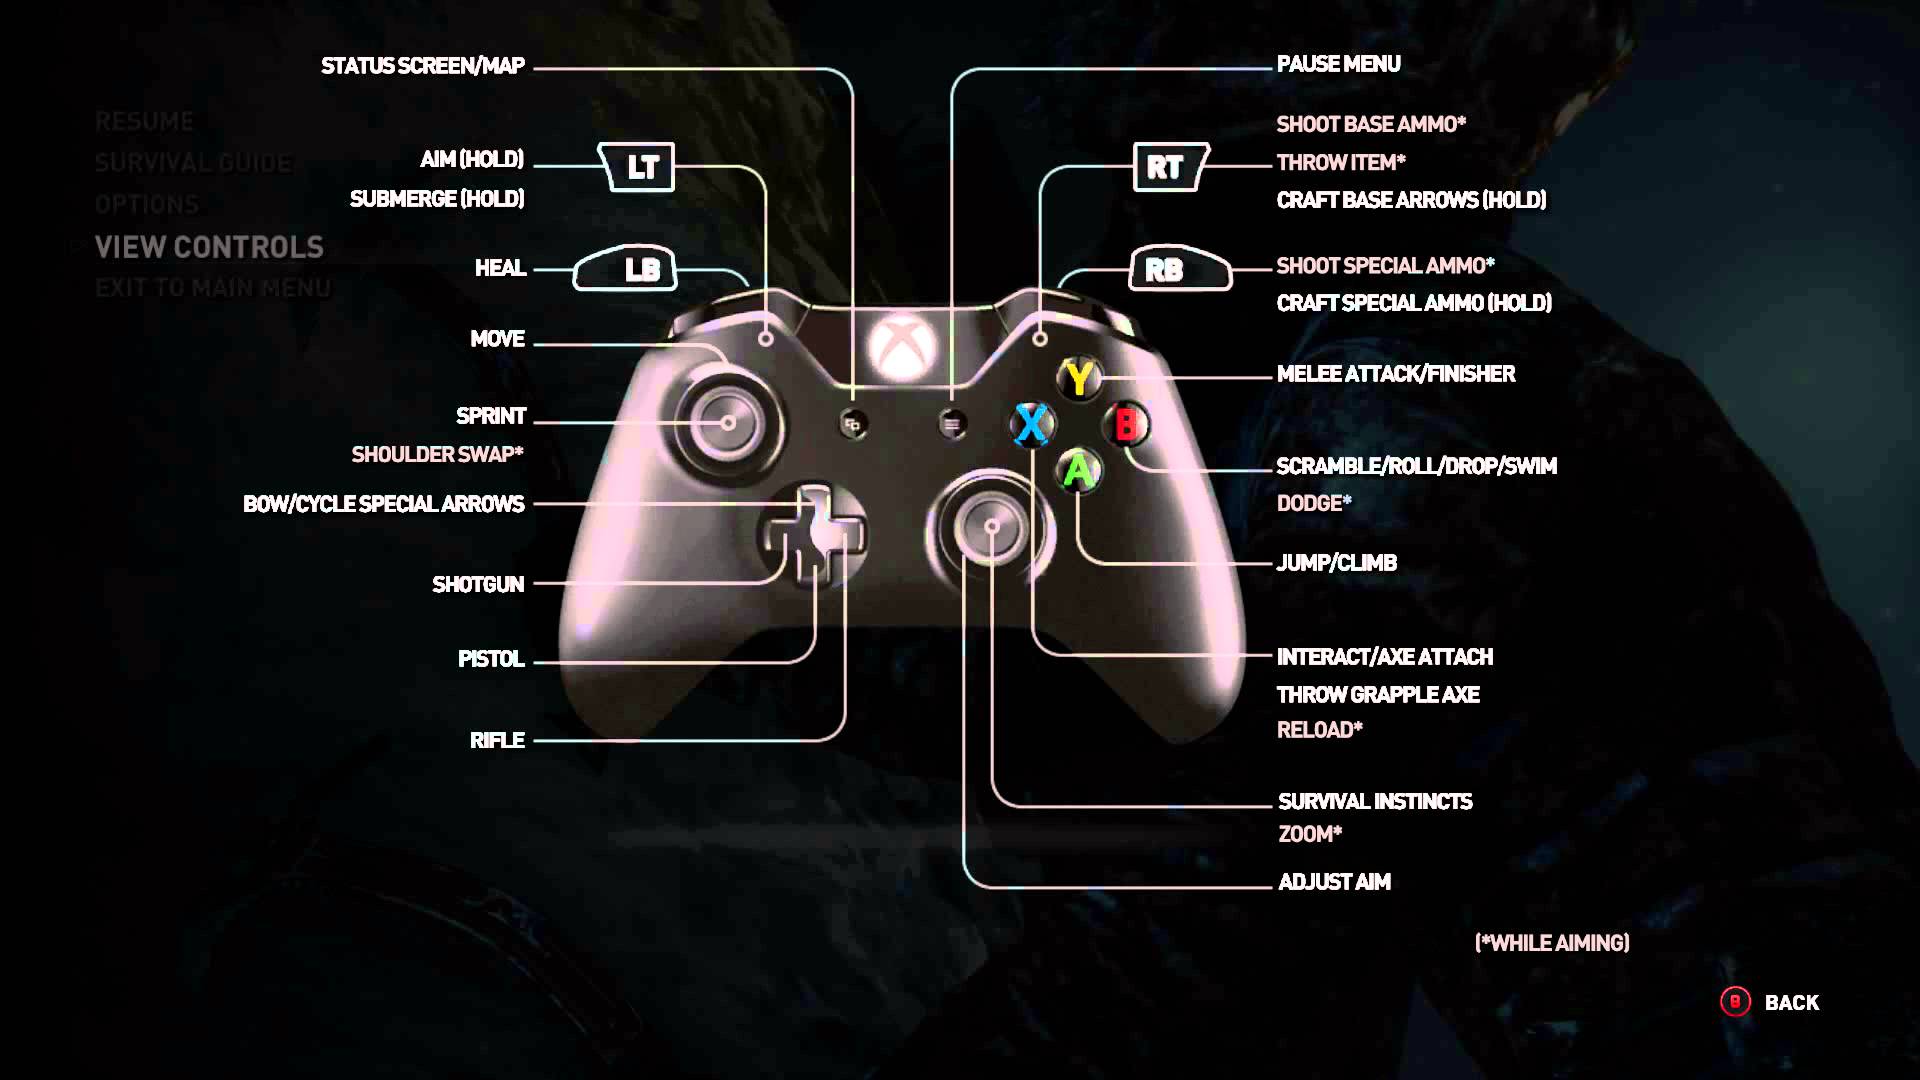 RESUME
SURVIVAL GUIDE
OPTIONS
VIEW CONTROLS
EXIT TO MAIN MENU
STATUS SCREEN/MAP
AIM (HOLD)
LT
SUBMERGE (HOLD)
HEAL
LB
MOVE
SPRINT
SHOULDER SWAP*
BOW/CYCLE SPECIAL ARROWS
SHOTGUN
PISTOL
RIFLE
PAUSE MENU
SHOOT BASE AMMO*
RT
THROW ITEM*
CRAFT BASE ARROWS (HOLD)
RB
SHOOT SPECIAL AMMO*
CRAFT SPECIAL AMMO (HOLD)
Y
MELEE ATTACK/FINISHER
X
B
A
SCRAMBLE/ROLL/DROP/SWIM
DODGE*
JUMP/CLIMB
INTERACT/AXE ATTACH
THROW GRAPPLE AXE
RELOAD*
SURVIVAL INSTINCTS
ZOOM*
ADJUST AIM
(*WHILE AIMING)
B BACK